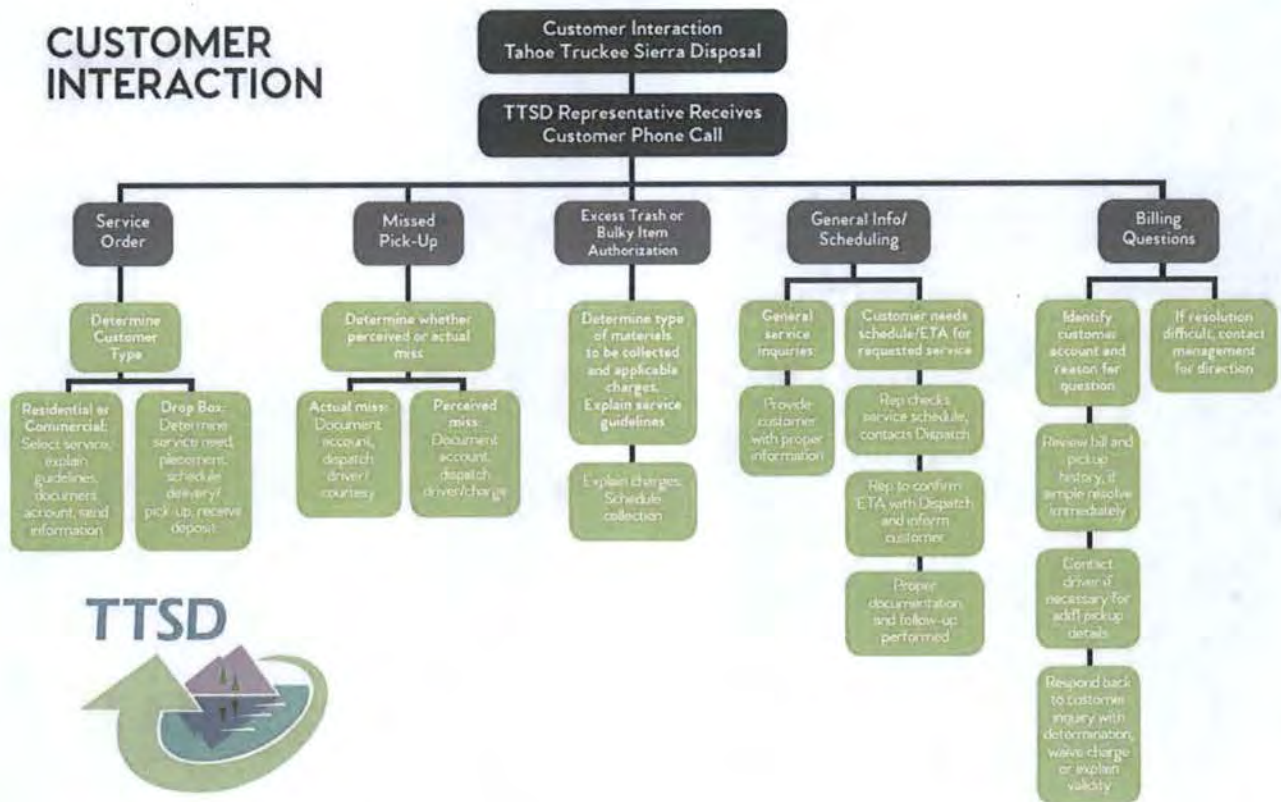 CUSTOMER
INTERACTION
Customer Interaction
Tahoe Truckee Sierra Disposal
TTSD Representative Receives
Customer Phone Call
Service
Order
Missed
Pick-Up
Excess Trash or
Bulky Item
Authorization
General Info/
Scheduling
Billing
Questions
Determine
Customer
Type
Residential or
Commercial:
Select service,
explain
guidelines,
document
account, send
information
Drop Box:
Determine
service need,
placement,
schedule
delivery/
pick-up, receive
deposit
Determine whether
perceived or actual
miss
Actual miss:
Document
account,
dispatch
driver/
courtesy
Perceived
miss:
Document
account,
dispatch
driver/charge
Determine type
of materials
to be collected
and applicable
charges.
Explain service
guidelines
Explain charges.
Schedule
collection
General
service
inquiries
Provide
customer
with proper
information
Customer needs
schedule/ETA for
requested service
Rep checks
service schedule,
contacts Dispatch
Rep to confirm
ETA with Dispatch
and inform
customer
Proper
documentation
and follow-up
performed
Identify
customer
account and
reason for
question
Review bill and
pickup
history, if
simple resolve
immediately
Contact
driver if
necessary for
add'l pickup
details
Respond back
to customer
inquiry with
determination,
waive charge
or explain
validity
If resolution
difficult, contact
management
for direction
TTSD